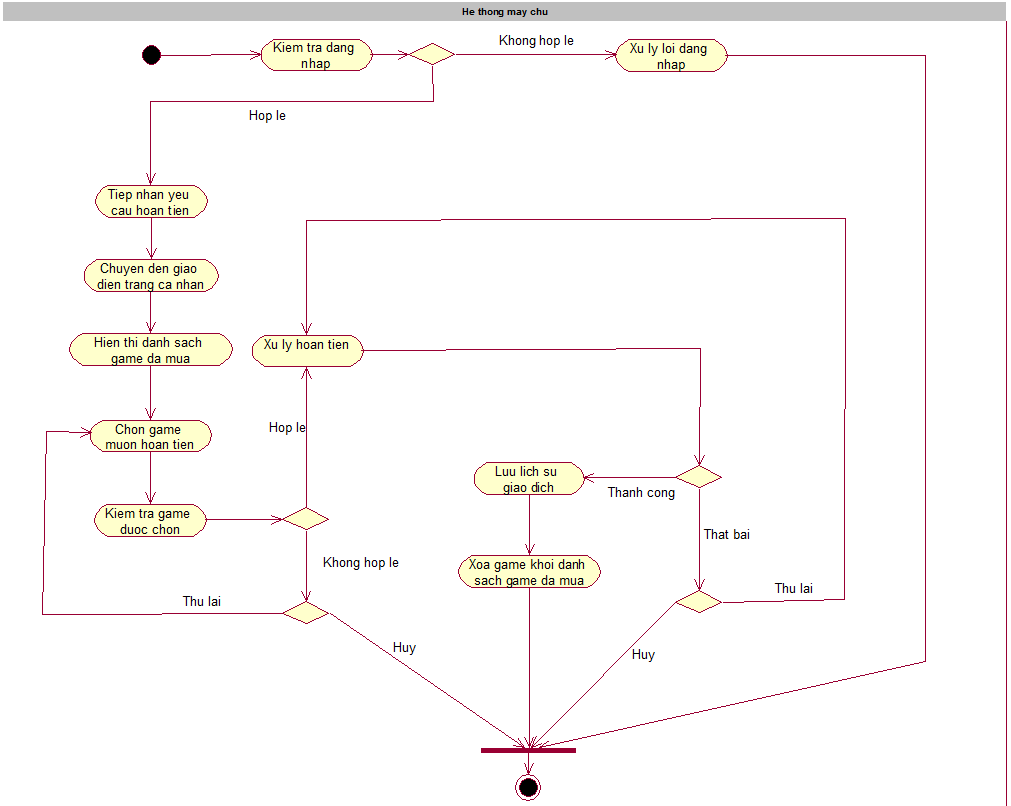 He thong may chu
Kiem tra dang
nhap
Khong hop le
Xu ly loi dang
nhap
Hop le
Tiep nhan yeu
cau hoan tien
Chuyen den giao
dien trang ca nhan
Hien thi danh sach
game da mua
Xu ly hoan tien
Chon game
muon hoan tien
Hop le
Luu lich su
giao dich
Thanh cong
Kiem tra game
duoc chon
That bai
Khong hop le
Xoa game khoi danh
sach game da mua
Thu lai
Thu lai
Huy
Huy